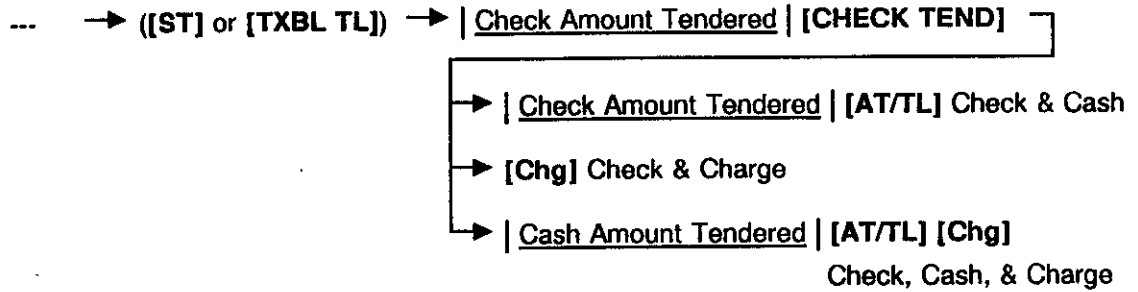 --- ([ST] or [TXBL TL]) | Check Amount Tendered | [CHECK TEND]
| Check Amount Tendered | [AT/TL] Check & Cash
[Chg] Check & Charge
| Cash Amount Tendered | [AT/TL] [Chg]
Check, Cash, & Charge